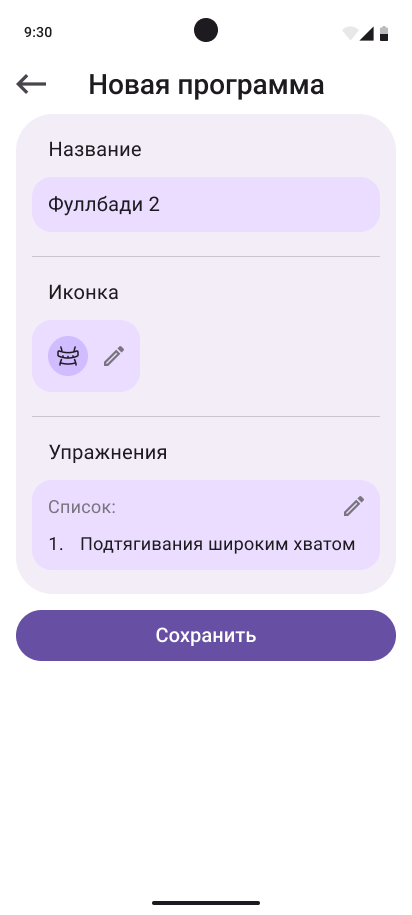 9:30
Новая программа
Название
Фуллбади 2
Иконка
Упражнения
Список:
1. Подтягивания широким хватом
Сохранить